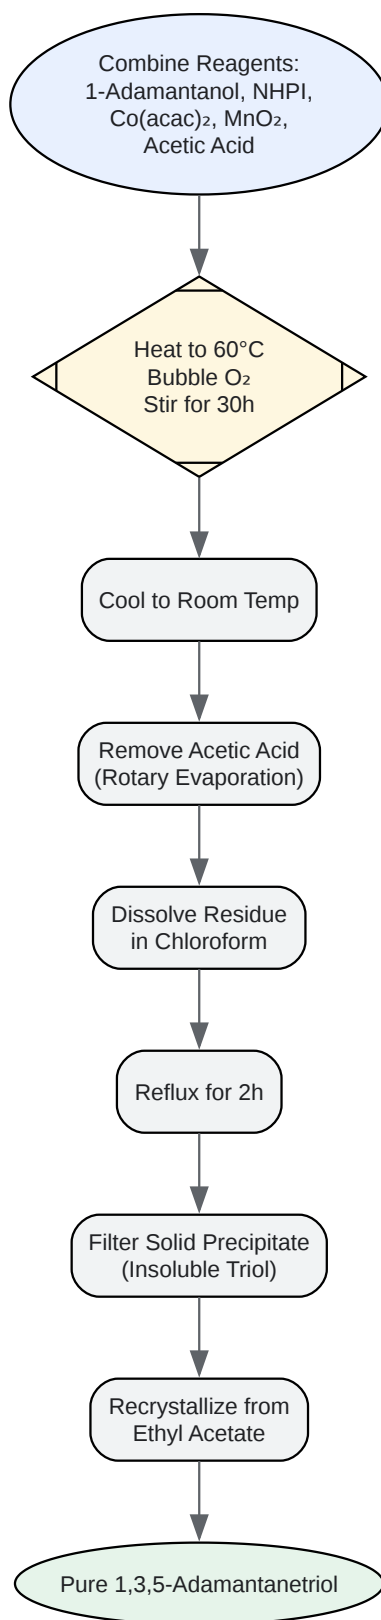 Combine Reagents:
1-Adamantanol, NHPI,
Co(acac)₂, MnO₂,
Acetic Acid
Heat to 60°C
Bubble O₂
Stir for 30h
Cool to Room Temp
Remove Acetic Acid
(Rotary Evaporation)
Dissolve Residue
in Chloroform
Reflux for 2h
Filter Solid Precipitate
(Insoluble Triol)
Recrystallize from
Ethyl Acetate
Pure 1,3,5-Adamantanetriol